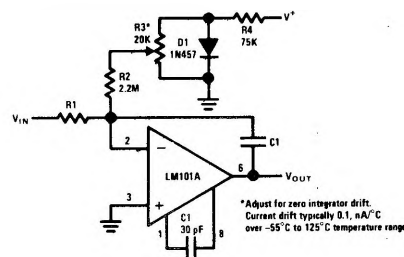 R3*
20K
D1
1N457
R4
75K
V+
R2
2.2M
VIN
R1
C1
2
−
LM101A
6
VOUT
3
+
C1
30 pF
1
8
*Adjust for zero integrator drift.
Current drift typically 0.1, nA/°C
over −55°C to 125°C temperature range